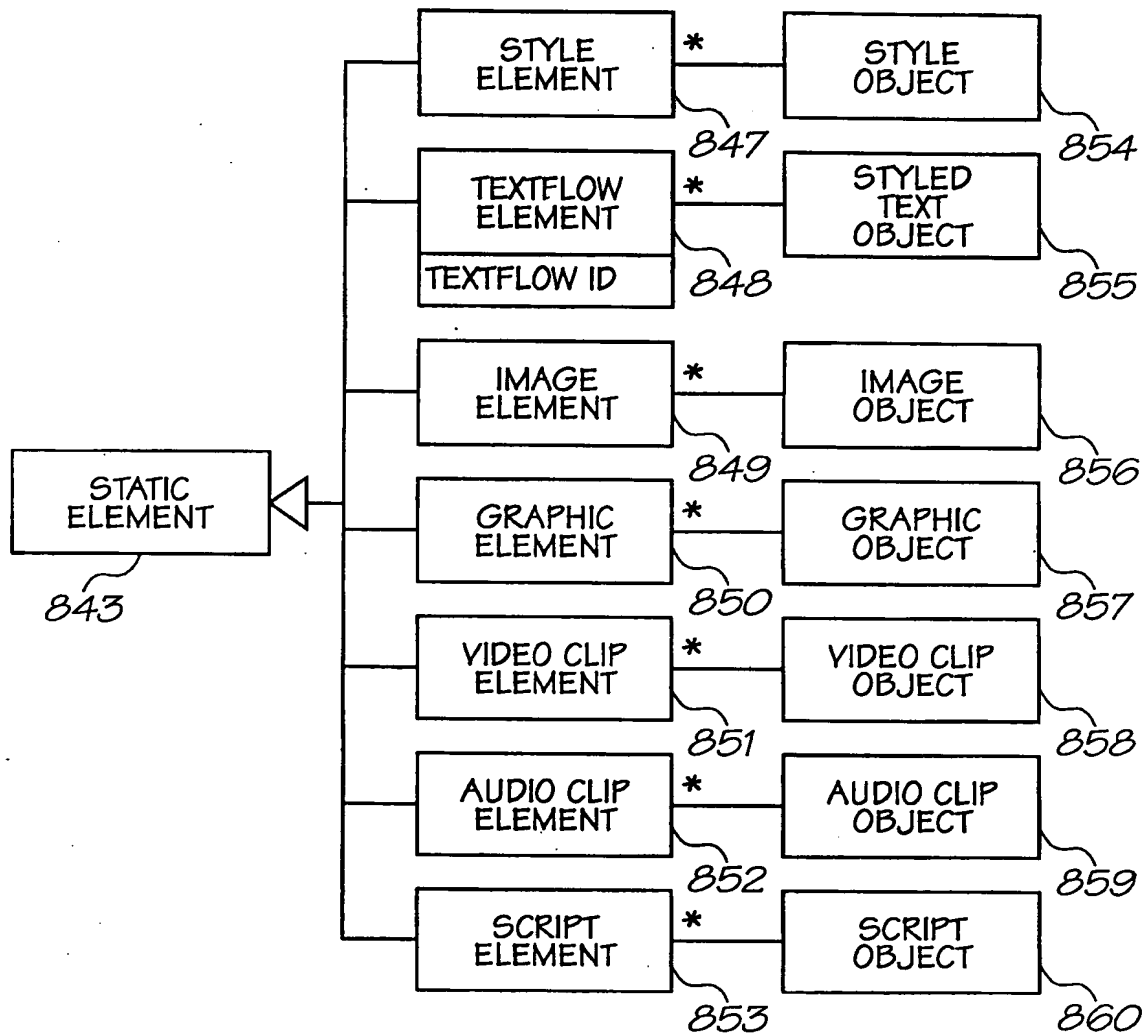 STYLE
ELEMENT
*
STYLE
OBJECT
847
854
TEXTFLOW
ELEMENT
*
STYLED
TEXT
OBJECT
TEXTFLOW ID
848
855
IMAGE
ELEMENT
*
IMAGE
OBJECT
849
856
STATIC
ELEMENT
843
GRAPHIC
ELEMENT
*
GRAPHIC
OBJECT
850
857
VIDEO CLIP
ELEMENT
*
VIDEO CLIP
OBJECT
851
858
AUDIO CLIP
ELEMENT
*
AUDIO CLIP
OBJECT
852
859
SCRIPT
ELEMENT
*
SCRIPT
OBJECT
853
860